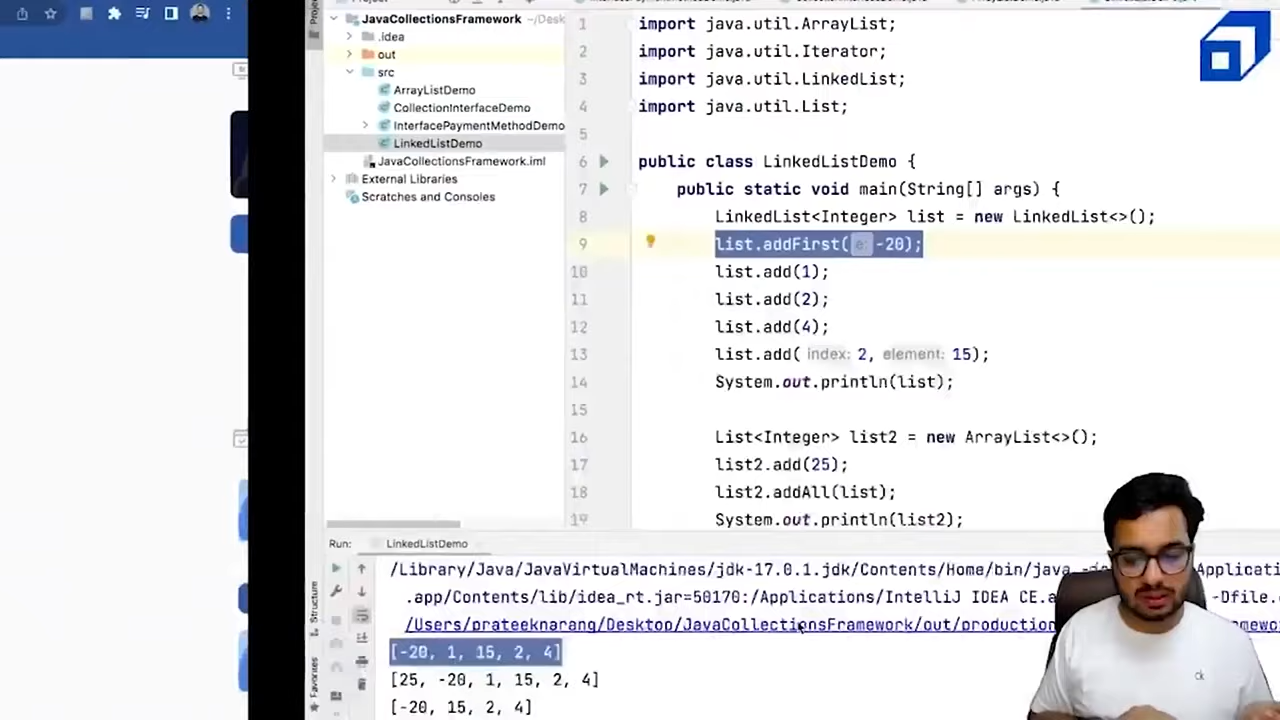 JavaCollectionsFramework ~/Desk
.idea
out
src
ArrayListDemo
CollectionInterfaceDemo
InterfacePaymentMethodDemo
LinkedListDemo
JavaCollectionsFramework.iml
External Libraries
Scratches and Consoles
1 import java.util.ArrayList;
2 import java.util.Iterator;
3 import java.util.LinkedList;
4 import java.util.List;
5
6 public class LinkedListDemo {
7 public static void main(String[] args) {
8 LinkedList<Integer> list = new LinkedList<>();
9 list.addFirst( e: -20);
10 list.add(1);
11 list.add(2);
12 list.add(4);
13 list.add( index: 2, element: 15);
14 System.out.println(list);
15
16 List<Integer> list2 = new ArrayList<>();
17 list2.add(25);
18 list2.addAll(list);
19 System.out.println(list2);
Run: LinkedListDemo
/Library/Java/JavaVirtualMachines/jdk-17.0.1.jdk/Contents/Home/bin/java
.app/Contents/lib/idea_rt.jar=50170:/Applications/IntelliJ IDEA CE.a -Dfile.
/Users/prateeknarang/Desktop/JavaCollectionsFramework/out/production
[-20, 1, 15, 2, 4]
[25, -20, 1, 15, 2, 4]
[-20, 15, 2, 4]
Structure
Favorites